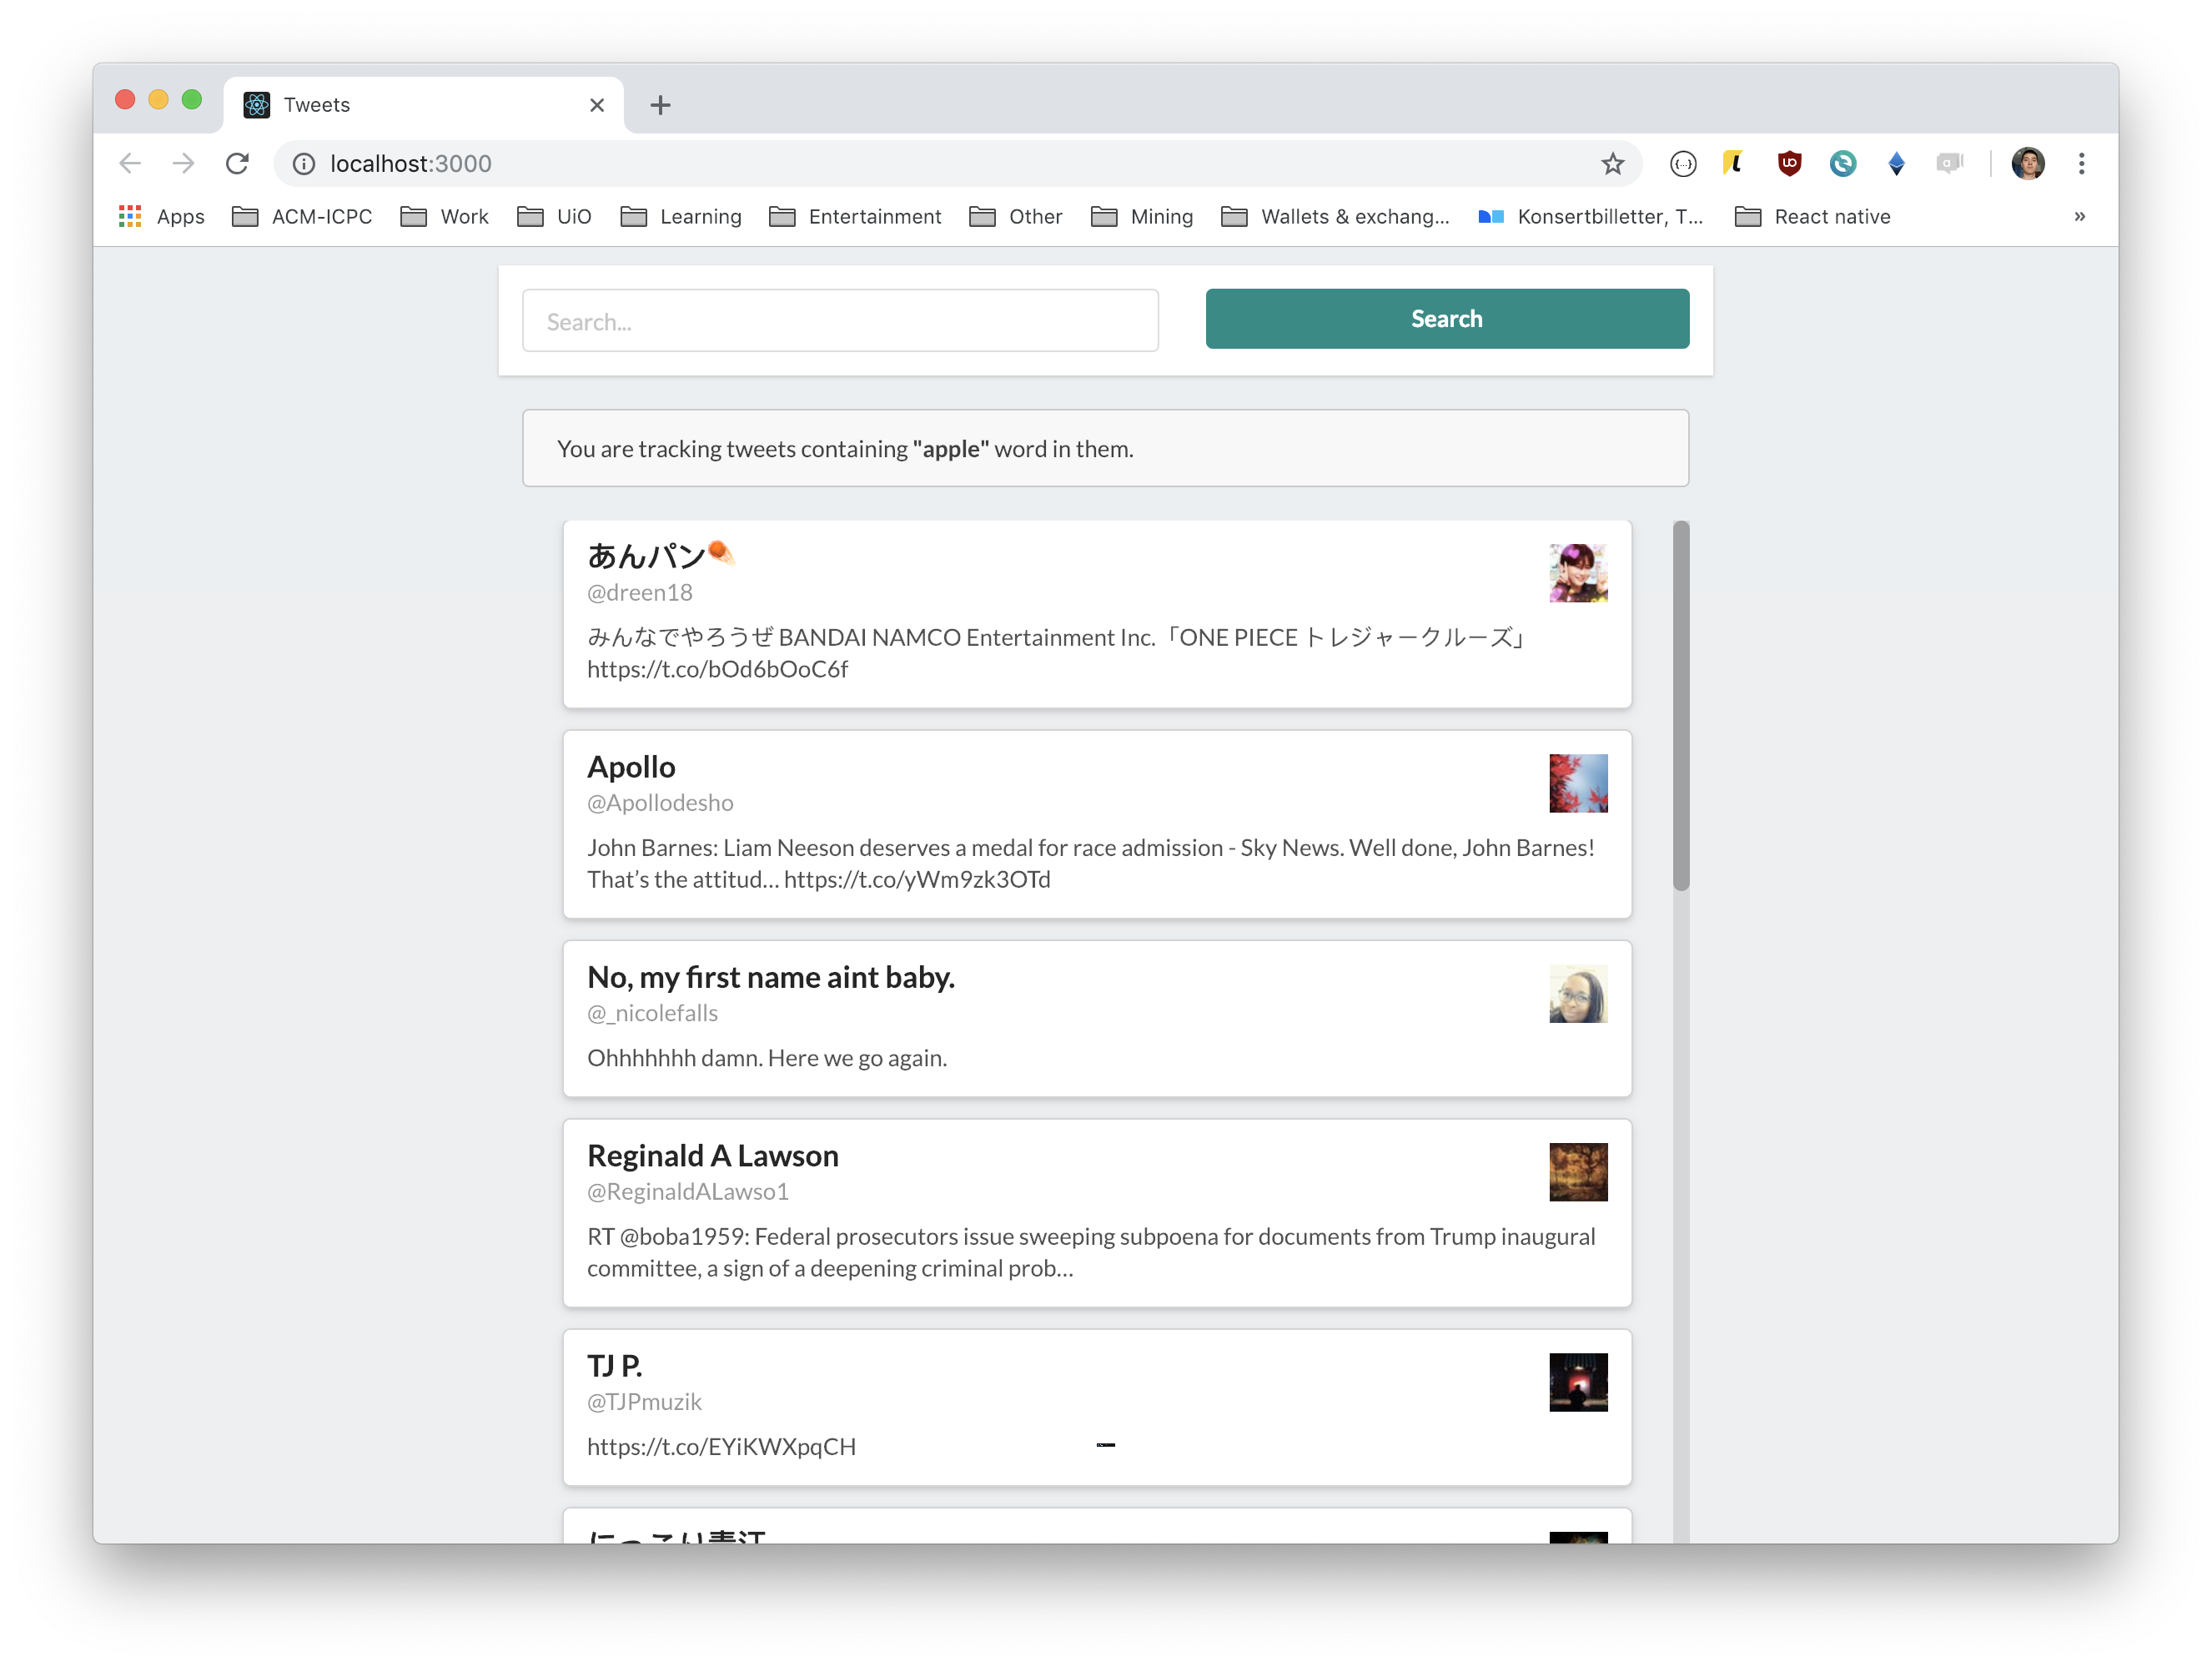 Tweets
localhost:3000
Apps ACM-ICPC Work UiO Learning Entertainment Other Mining Wallets & exchang... Konsertbilletter, T... React native »
Search... Search
You are tracking tweets containing "apple" word in them.
あんパン
@dreen18
みんなでやろうぜ BANDAI NAMCO Entertainment Inc.「ONE PIECE トレジャークルーズ」
https://t.co/bOd6bOoC6f
Apollo
@Apollodesho
John Barnes: Liam Neeson deserves a medal for race admission - Sky News. Well done, John Barnes!
That’s the attitud… https://t.co/yWm9zk3OTd
No, my first name aint baby.
@_nicolefalls
Ohhhhhhh damn. Here we go again.
Reginald A Lawson
@ReginaldALawso1
RT @boba1959: Federal prosecutors issue sweeping subpoena for documents from Trump inaugural
committee, a sign of a deepening criminal prob…
TJ P.
@TJPmuzik
https://t.co/EYiKWXpqCH